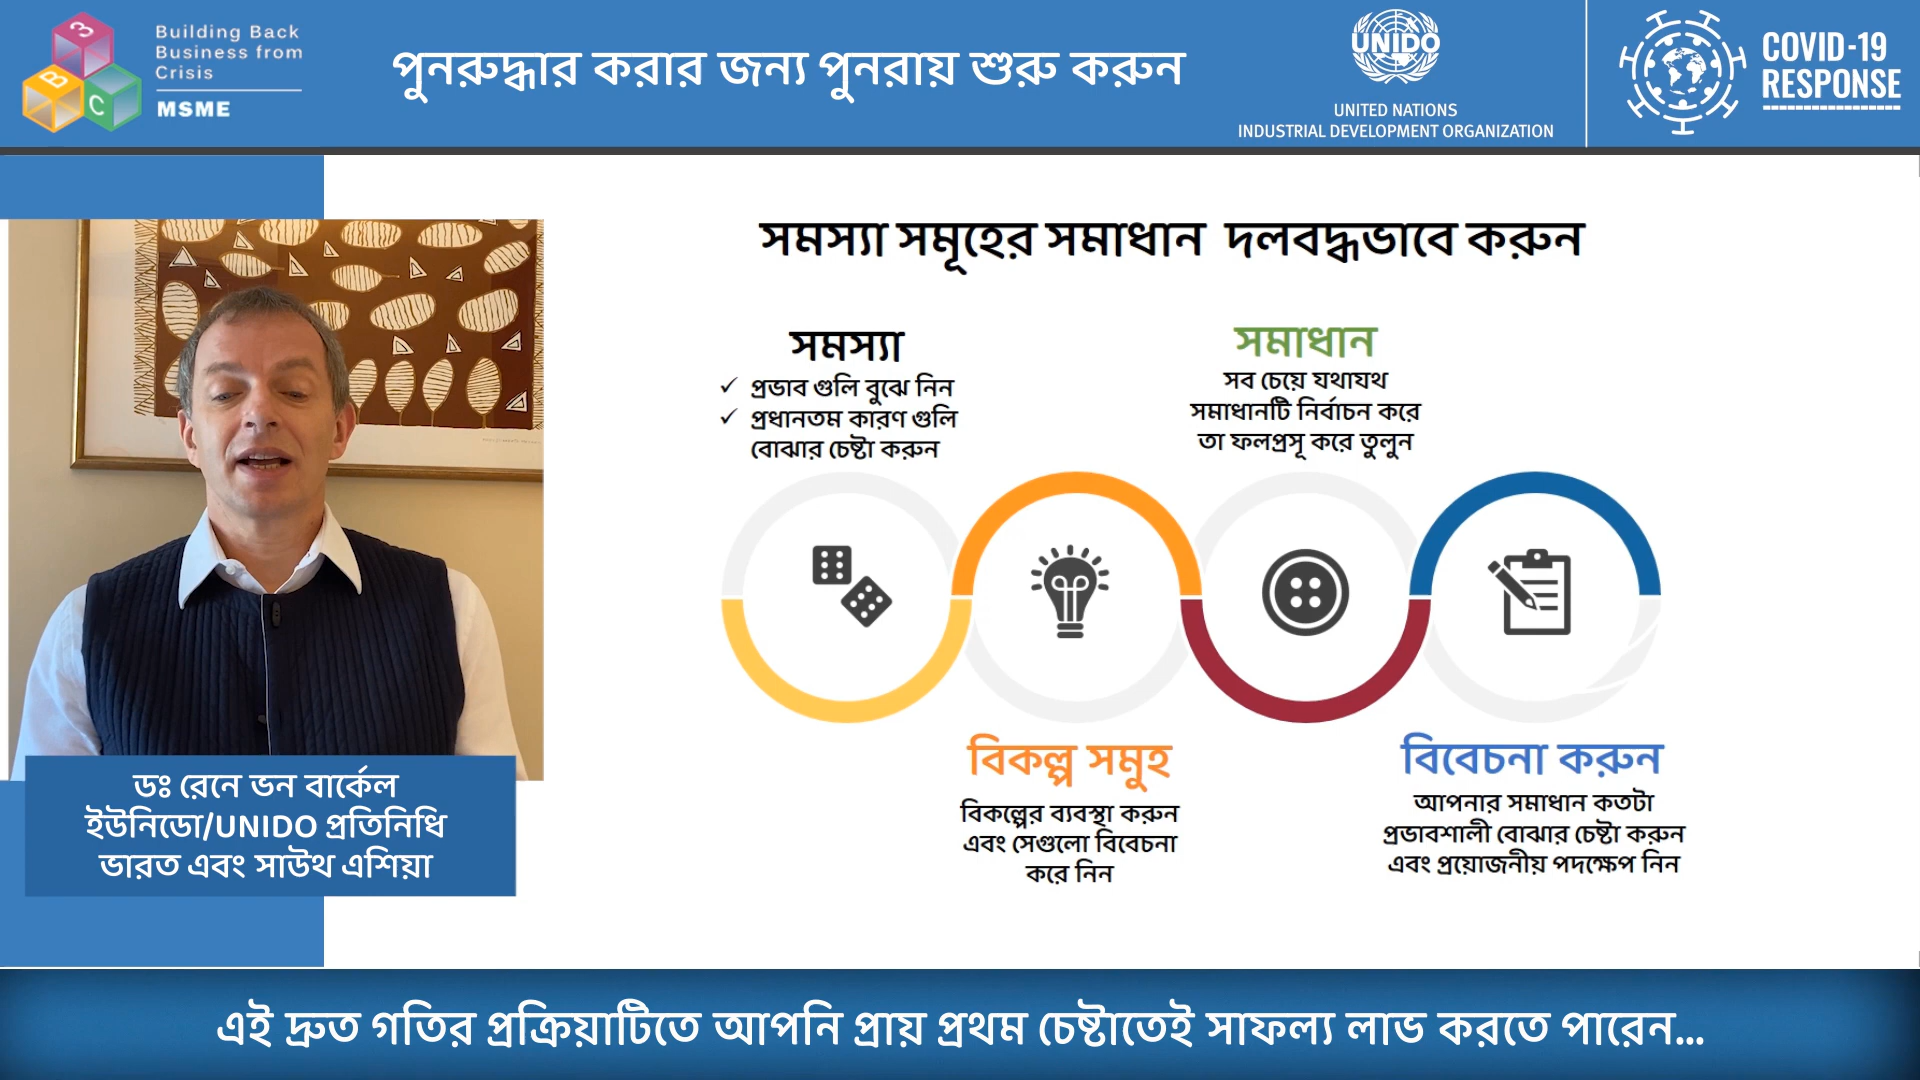 Building Back
Business from
Crisis
MSME
3
B
C
পুনরুদ্ধার করার জন্য পুনরায় শুরু করুন
UNIDO
UNITED NATIONS
INDUSTRIAL DEVELOPMENT ORGANIZATION
COVID-19
RESPONSE
সমস্যা সমূহের সমাধান দলবদ্ধভাবে করুন
সমস্যা
✓ প্রভাব গুলি বুঝে নিন
✓ প্রধানতম কারণ গুলি
বোঝার চেষ্টা করুন
সমাধান
সব চেয়ে যথাযথ
সমাধানটি নির্বাচন করে
তা ফলপ্রসূ করে তুলুন
বিকল্প সমুহ
বিকল্পের ব্যবস্থা করুন
এবং সেগুলো বিবেচনা
করে নিন
বিবেচনা করুন
আপনার সমাধান কতটা
প্রভাবশালী বোঝার চেষ্টা করুন
এবং প্রয়োজনীয় পদক্ষেপ নিন
ডঃ রেনে ভন বার্কেল
ইউনিডো/UNIDO প্রতিনিধি
ভারত এবং সাউথ এশিয়া
এই দ্রুত গতির প্রক্রিয়াটিতে আপনি প্রায় প্রথম চেষ্টাতেই সাফল্য লাভ করতে পারেন...